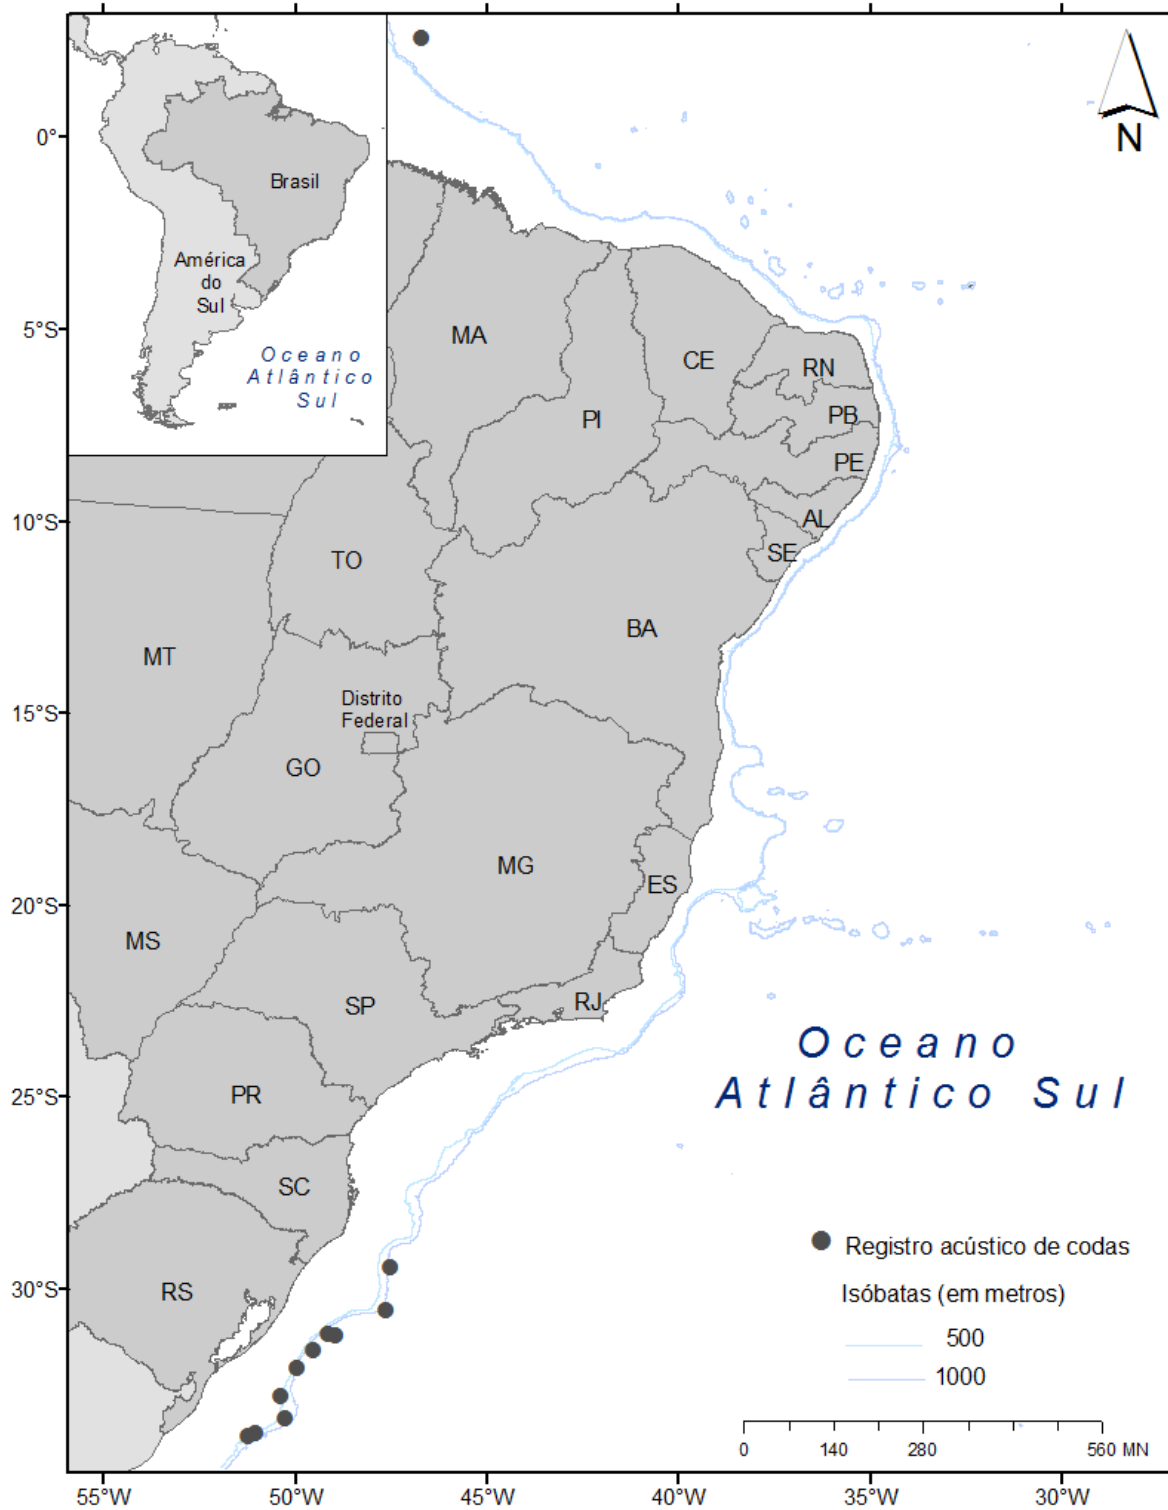 Brasil
América
do
Sul
Oceano
Atlântico
Sul
N
0°
5°S
10°S
15°S
20°S
25°S
30°S
MA
CE
RN
PB
PI
PE
AL
SE
TO
BA
MT
Distrito
Federal
GO
MG
ES
MS
SP
RJ
PR
SC
RS
Oceano
Atlântico Sul
Registro acústico de codas
Isóbatas (em metros)
500
1000
0 140 280 560 MN
55°W 50°W 45°W 40°W 35°W 30°W